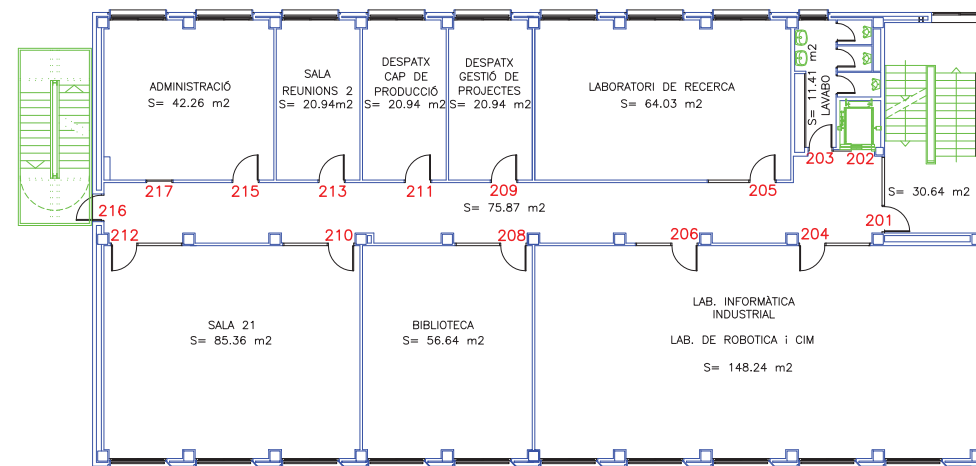 ADMINISTRACIÓ
S= 42.26 m2
SALA
REUNIONS 2
S= 20.94m2
DESPATX
CAP DE
PRODUCCIÓ
S= 20.94 m2
DESPATX
GESTIÓ DE
PROJECTES
S= 20.94 m2
LABORATORI DE RECERCA
S= 64.03 m2
S= 11.41 m2
LAVABO
217
215
213
211
209
205
203
202
216
S= 75.87 m2
S= 30.64 m2
201
212
210
208
206
204
SALA 21
S= 85.36 m2
BIBLIOTECA
S= 56.64 m2
LAB. INFORMÀTICA
INDUSTRIAL
LAB. DE ROBOTICA i CIM
S= 148.24 m2